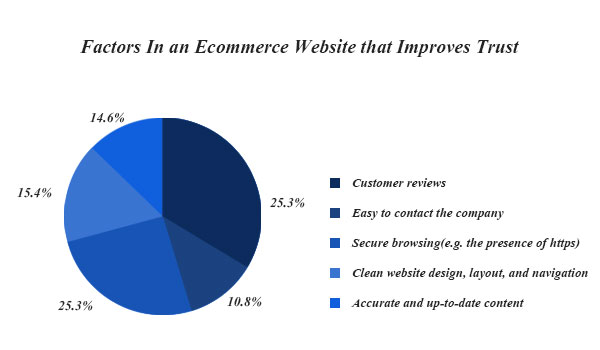 Factors In an Ecommerce Website that Improves Trust
14.6%
15.4%
25.3%
25.3%
10.8%
Customer reviews
Easy to contact the company
Secure browsing(e.g. the presence of https)
Clean website design, layout, and navigation
Accurate and up-to-date content